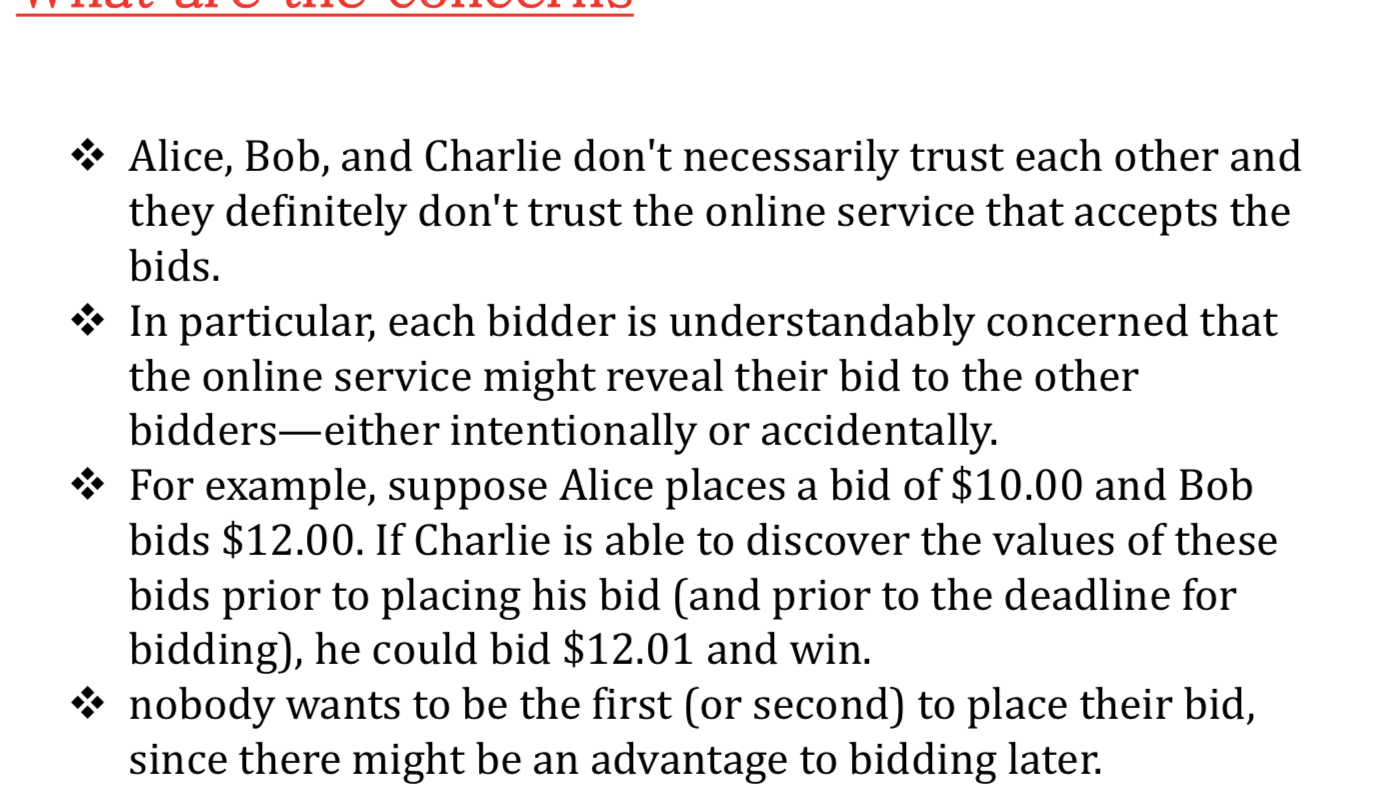 What are the concerns
❖ Alice, Bob, and Charlie don't necessarily trust each other and
they definitely don't trust the online service that accepts the
bids.
❖ In particular, each bidder is understandably concerned that
the online service might reveal their bid to the other
bidders—either intentionally or accidentally.
❖ For example, suppose Alice places a bid of $10.00 and Bob
bids $12.00. If Charlie is able to discover the values of these
bids prior to placing his bid (and prior to the deadline for
bidding), he could bid $12.01 and win.
❖ nobody wants to be the first (or second) to place their bid,
since there might be an advantage to bidding later.